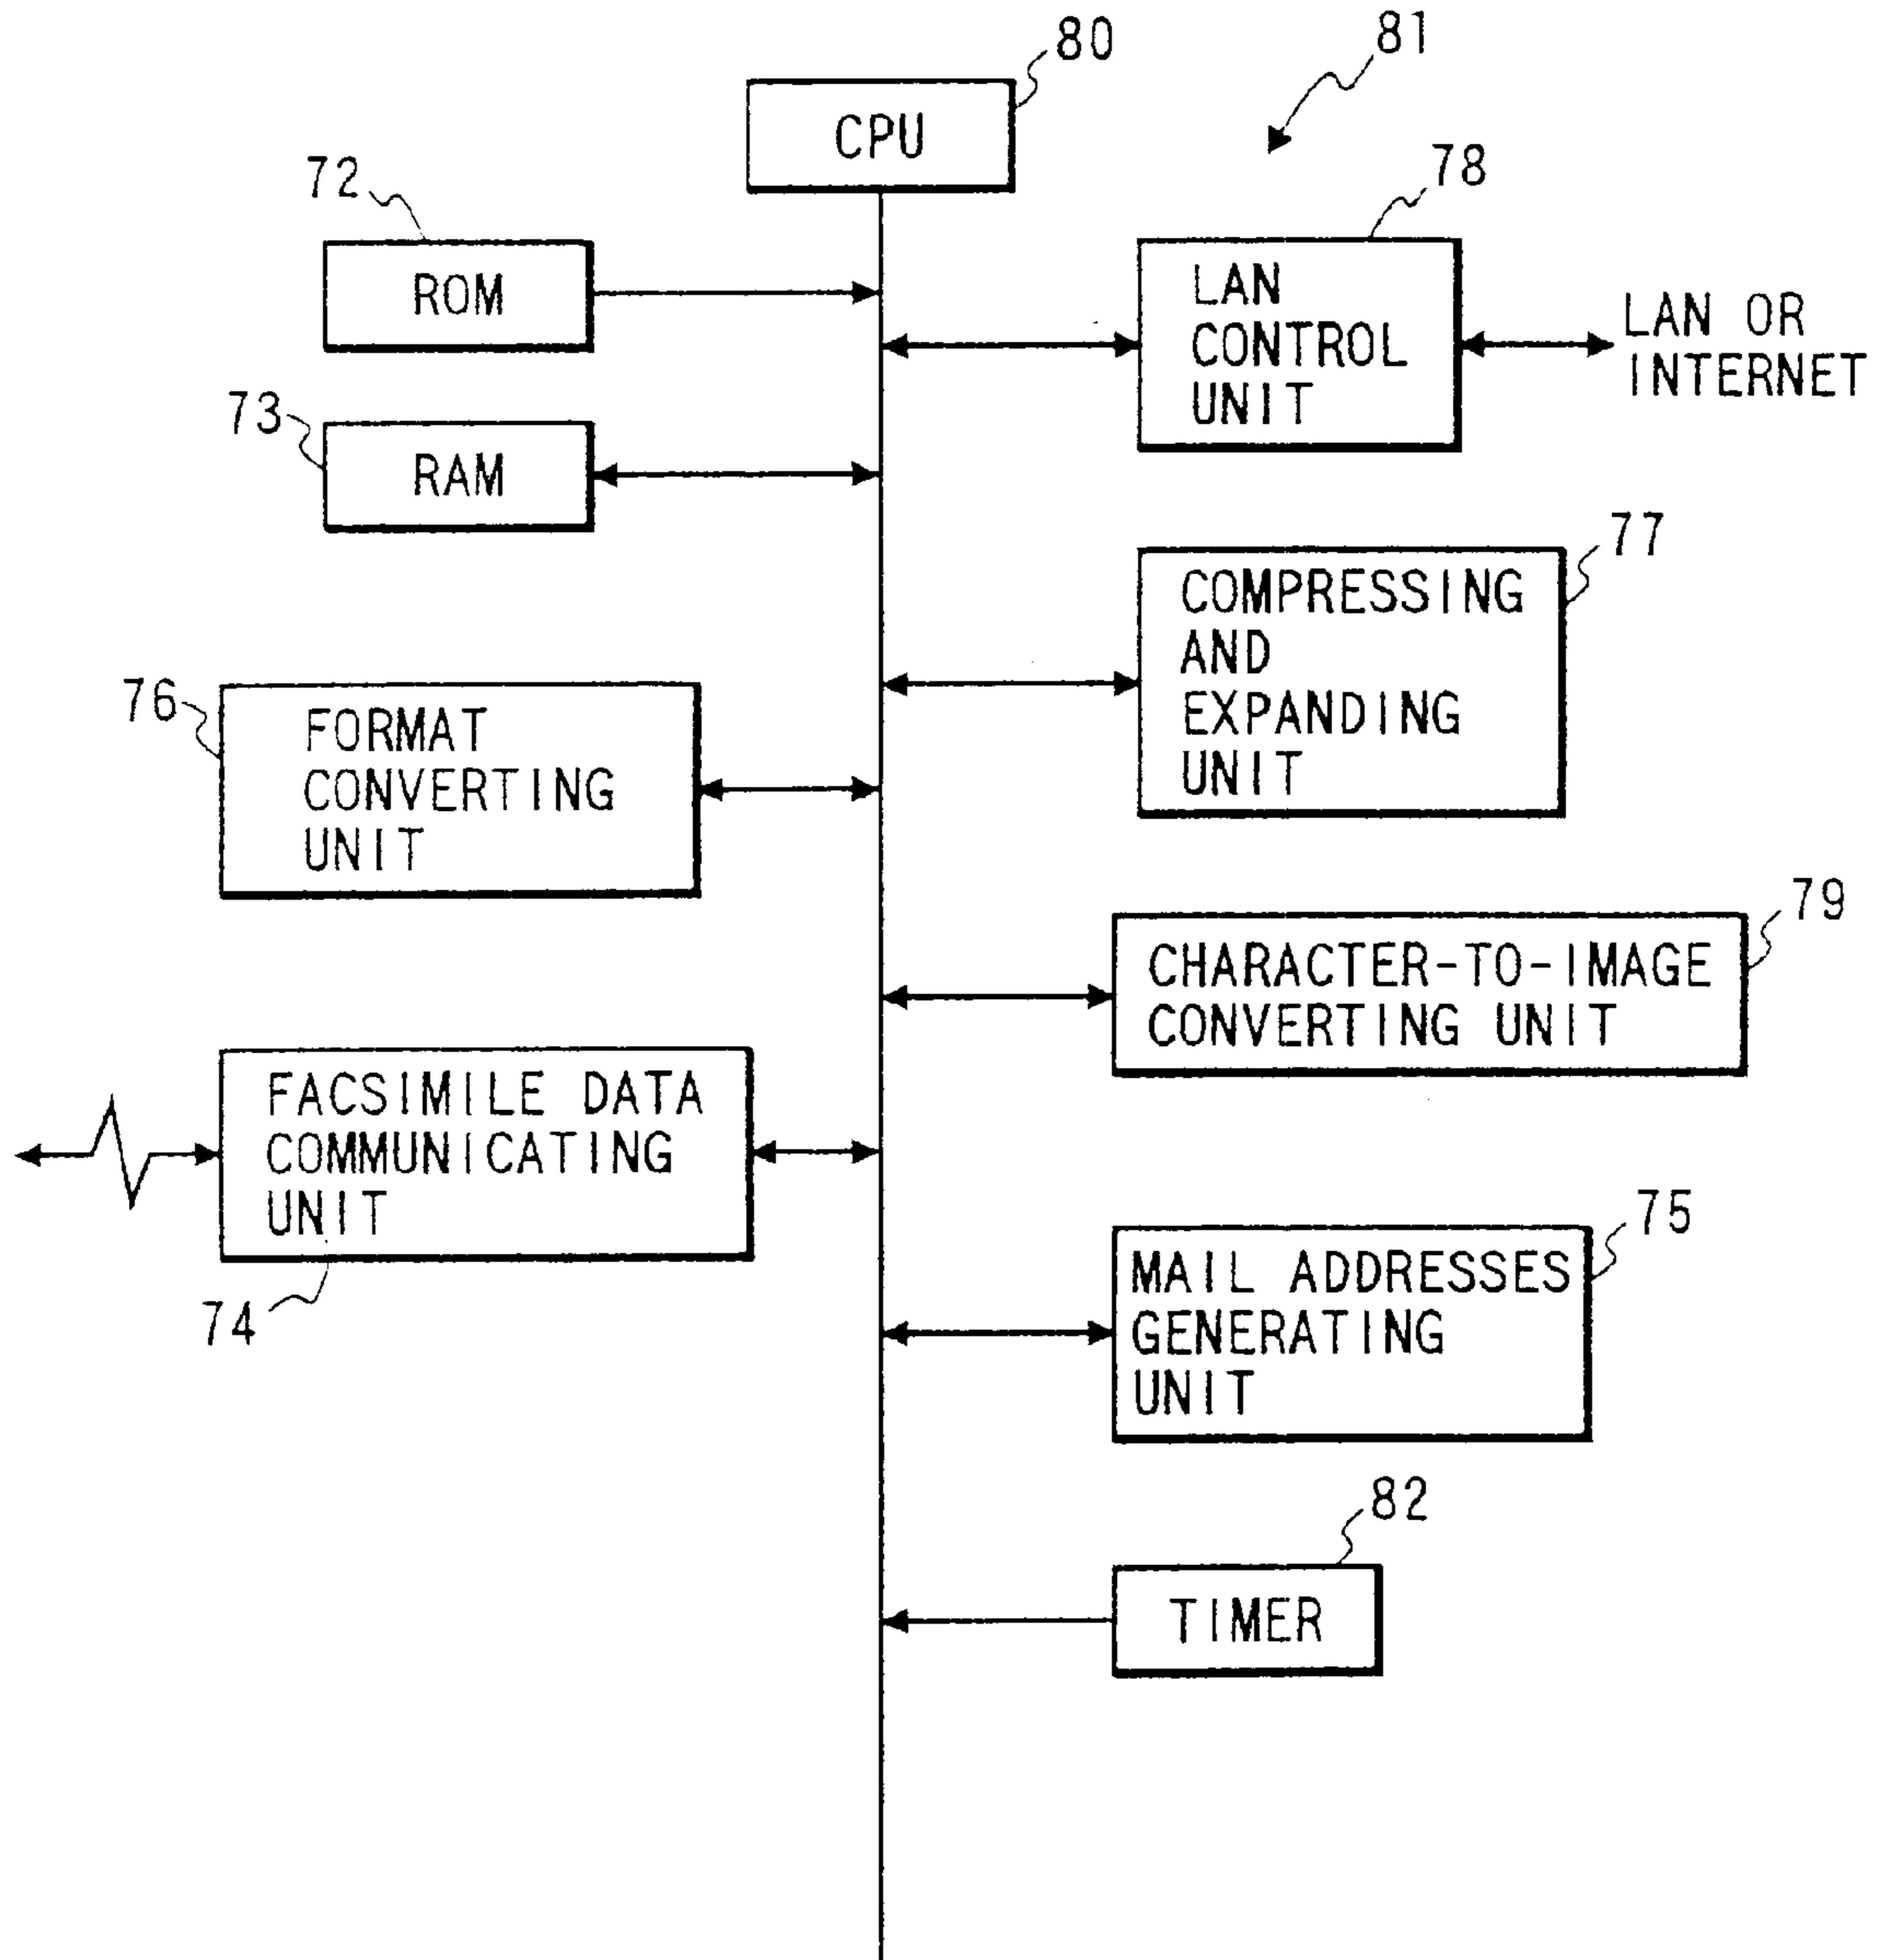 80
81
CPU
72
78
ROM
LAN
CONTROL
UNIT
LAN OR
INTERNET
73
RAM
77
COMPRESSING
AND
EXPANDING
UNIT
76
FORMAT
CONVERTING
UNIT
79
CHARACTER-TO-IMAGE
CONVERTING UNIT
FACSIMILE DATA
COMMUNICATING
UNIT
74
75
MAIL ADDRESSES
GENERATING
UNIT
82
TIMER